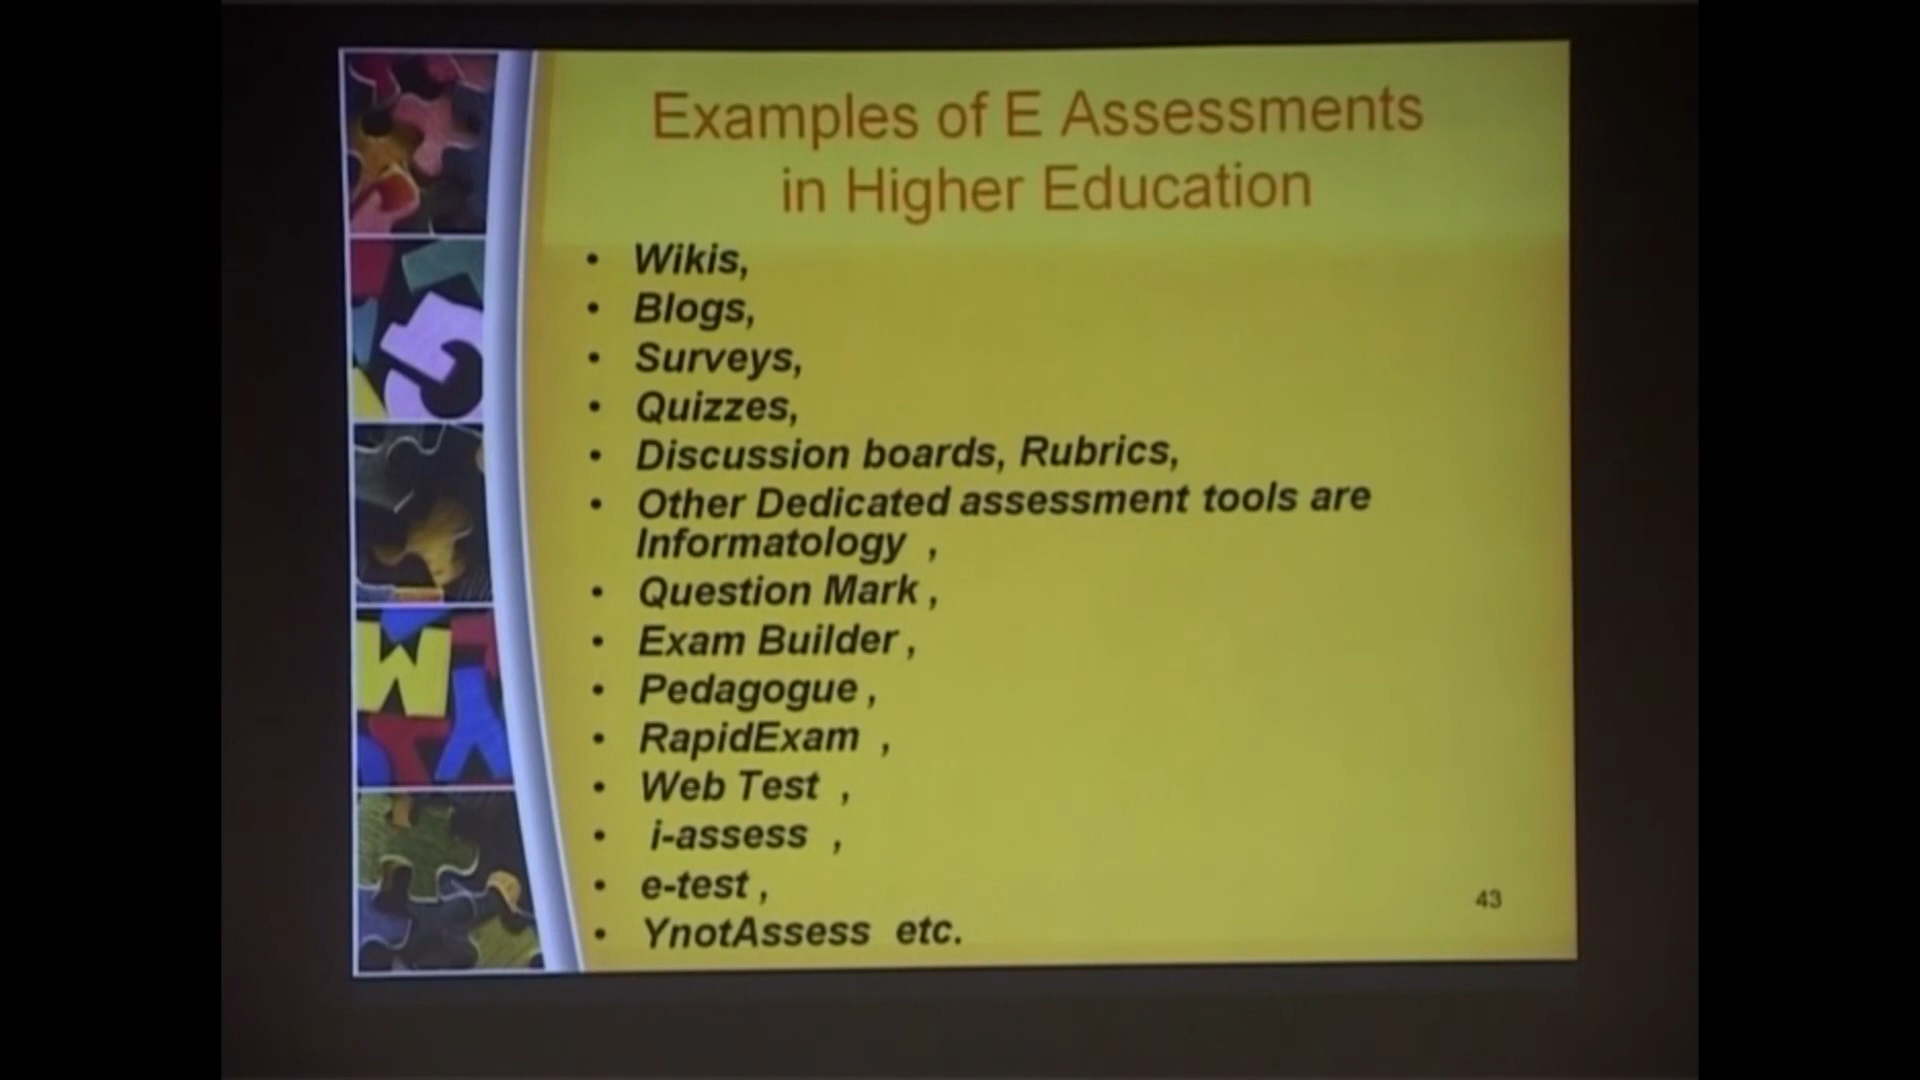 Examples of E Assessments
in Higher Education
• Wikis,
• Blogs,
• Surveys,
• Quizzes,
• Discussion boards, Rubrics,
• Other Dedicated assessment tools are
Informatology ,
• Question Mark ,
• Exam Builder ,
• Pedagogue ,
• RapidExam ,
• Web Test ,
• i-assess ,
• e-test ,
• YnotAssess etc.
43